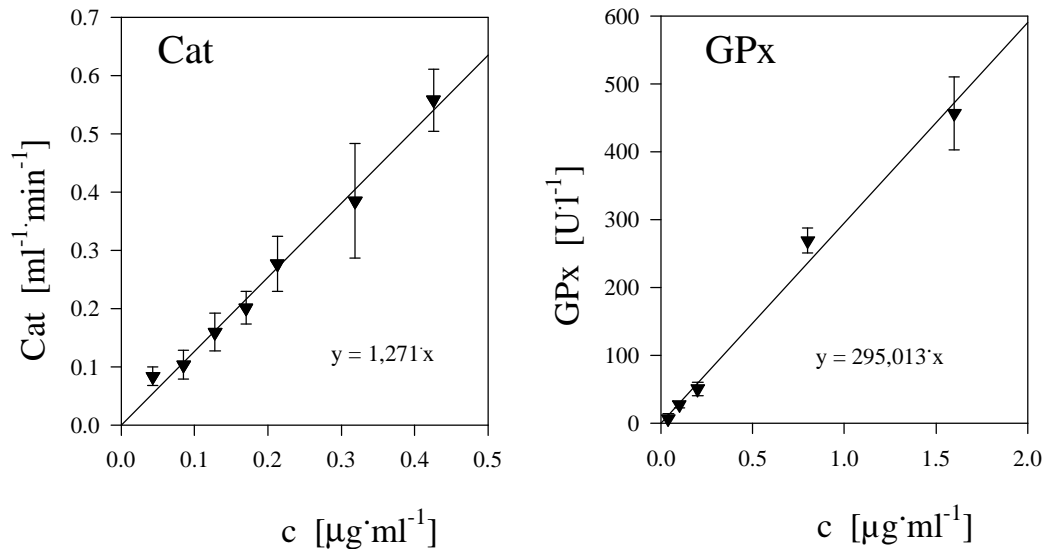 Cat
Cat [ml⁻¹·min⁻¹]
0.7
0.6
0.5
0.4
0.3
0.2
0.1
0.0
y = 1,271·x
0.0 0.1 0.2 0.3 0.4 0.5
c [µg·ml⁻¹]
GPx
GPx [U·l⁻¹]
600
500
400
300
200
100
0
y = 295,013·x
0.0 0.5 1.0 1.5 2.0
c [µg·ml⁻¹]